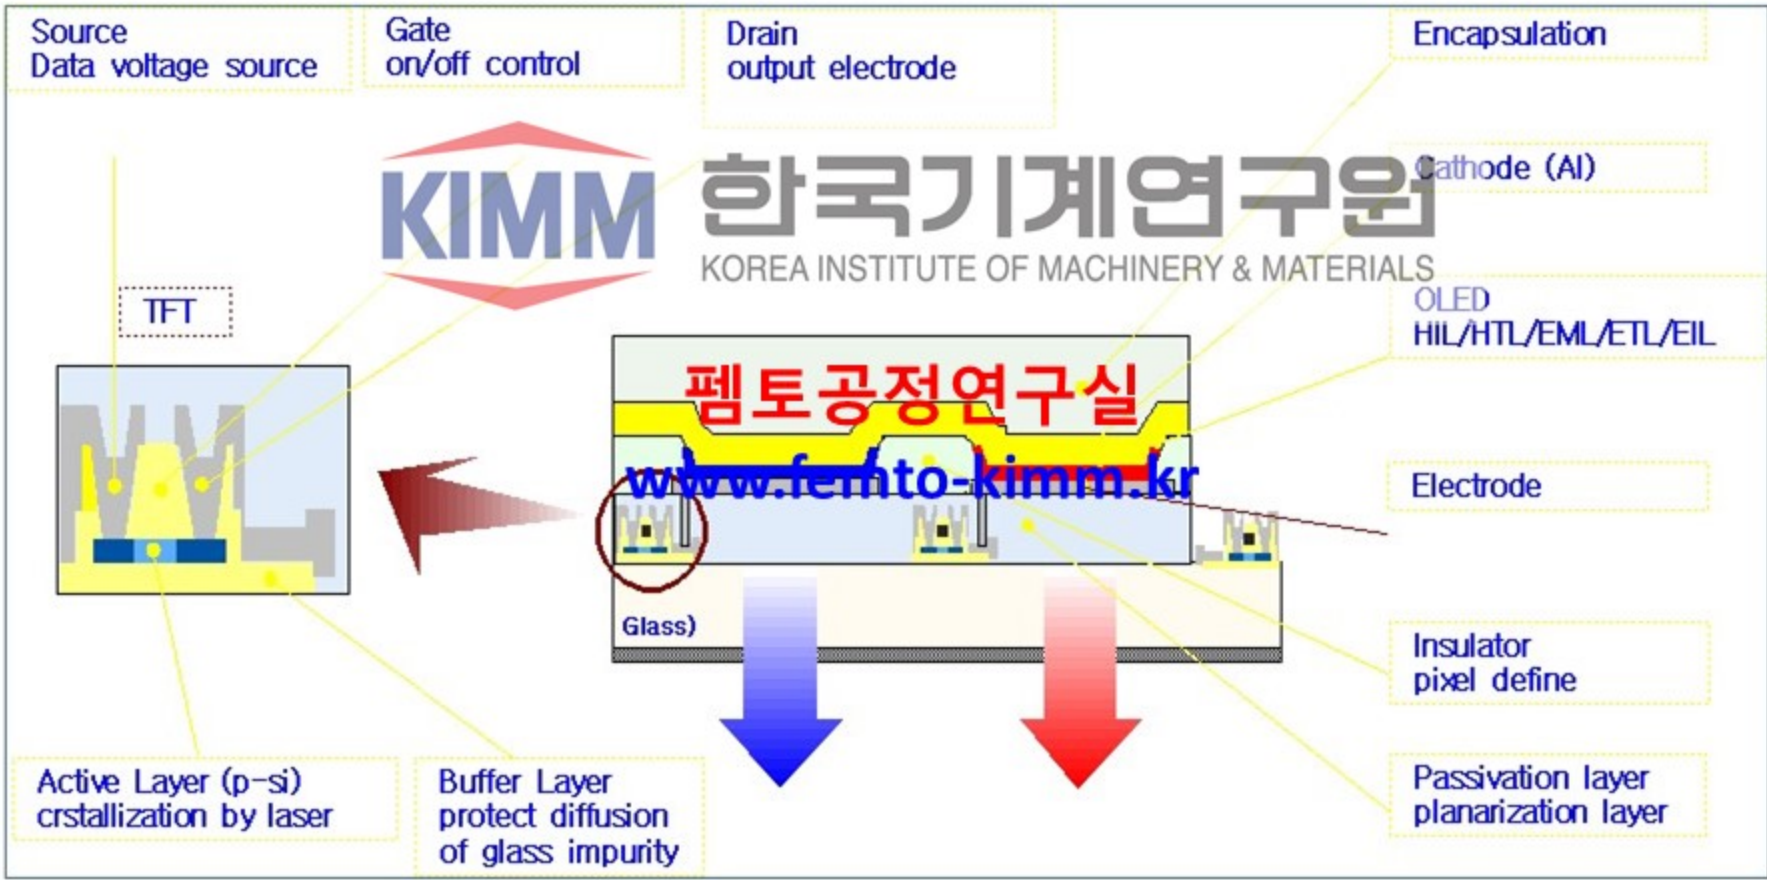 Source
Data voltage source
Gate
on/off control
Drain
output electrode
Encapsulation
KIMM
한국기계연구원
KOREA INSTITUTE OF MACHINERY & MATERIALS
Cathode (Al)
TFT
OLED
HIL/HTL/EML/ETL/EIL
펨토공정연구실
www.femto-kimm.kr
Electrode
Glass)
Insulator
pixel define
Active Layer (p-si)
crstallization by laser
Buffer Layer
protect diffusion
of glass impurity
Passivation layer
planarization layer